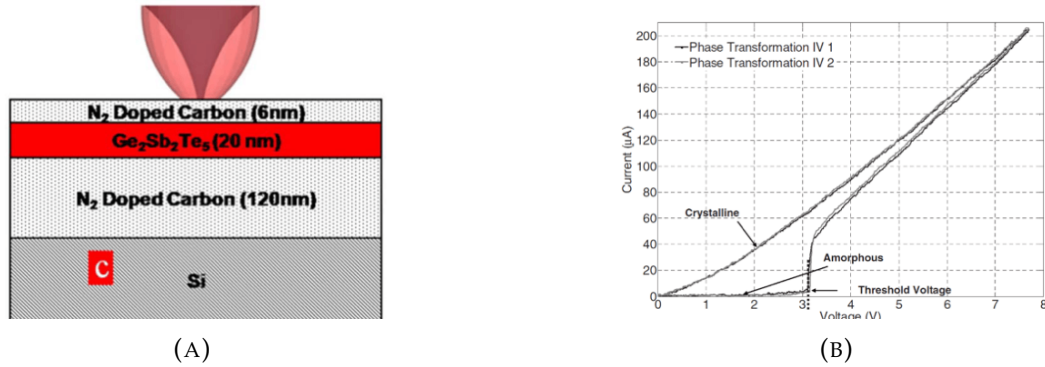 N₂ Doped Carbon (6nm)
Ge₂Sb₂Te₅ (20 nm)
N₂ Doped Carbon (120nm)
C
Si
(A)
Phase Transformation IV 1
Phase Transformation IV 2
Current (µA)
200
180
160
140
120
100
80
60
40
20
0
Crystalline
Amorphous
Threshold Voltage
0 1 2 3 4 5 6 7 8
Voltage (V)
(B)